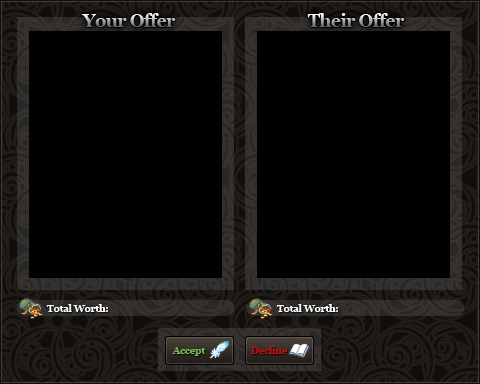 Your Offer
Their Offer
Total Worth:
Total Worth:
Accept
Decline